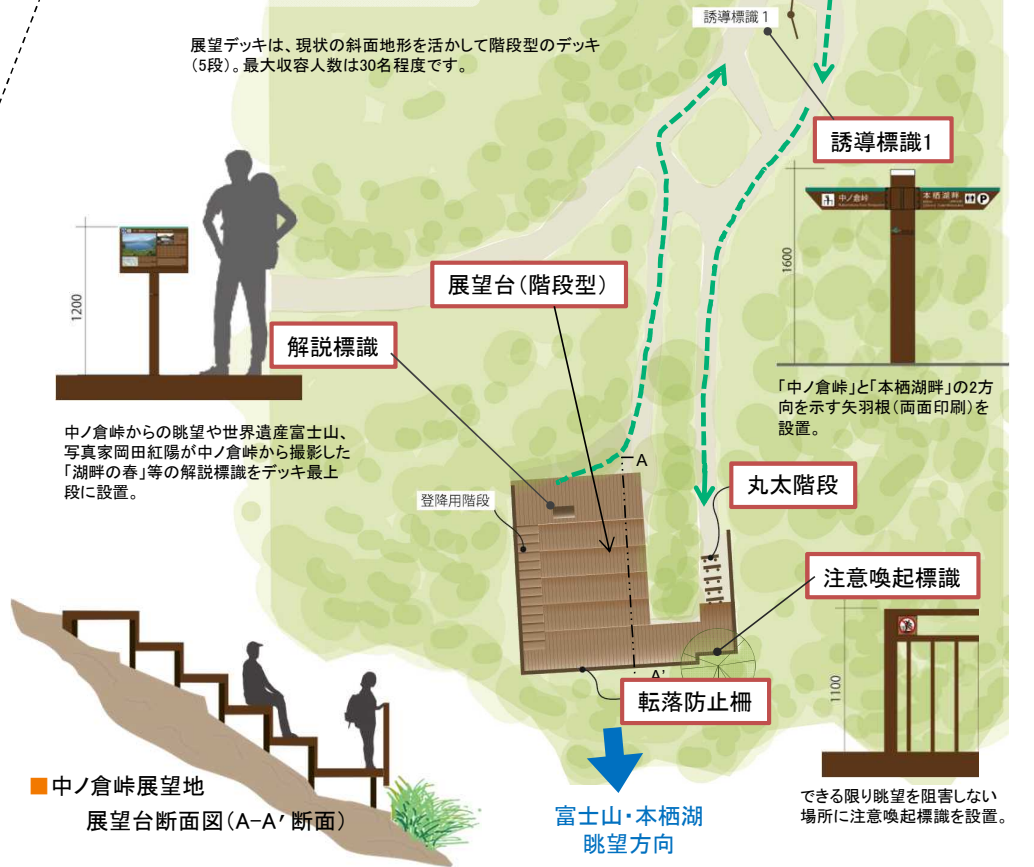 誘導標識1
展望デッキは、現状の斜面地形を活かして階段型のデッキ
(5段)。最大収容人数は30名程度です。
誘導標識1
中ノ倉峠
本栖湖畔
P
1600
1200
展望台(階段型)
解説標識
「中ノ倉峠」と「本栖湖畔」の2方
向を示す矢羽根(両面印刷)を
設置。
中ノ倉峠からの眺望や世界遺産富士山、
写真家岡田紅陽が中ノ倉峠から撮影した
「湖畔の春」等の解説標識をデッキ最上
段に設置。
A
丸太階段
登降用階段
注意喚起標識
A'
転落防止柵
1100
■中ノ倉峠展望地
展望台断面図(A-A' 断面)
富士山・本栖湖
眺望方向
できる限り眺望を阻害しない
場所に注意喚起標識を設置。